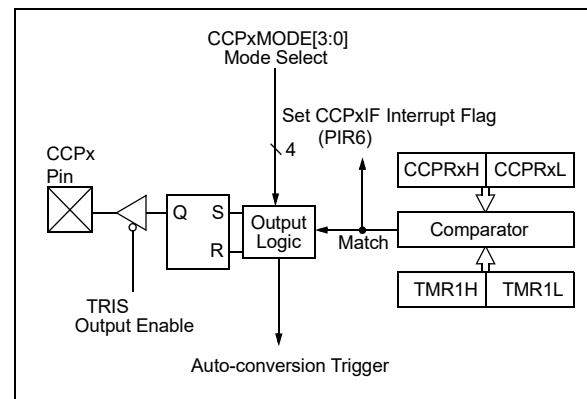 CCPxMODE[3:0]
Mode Select
Set CCPxIF Interrupt Flag
(PIR6)
4
CCPx
Pin
CCPRxH CCPRxL
Q S
R
Output
Logic
Match
Comparator
TMR1H TMR1L
TRIS
Output Enable
Auto-conversion Trigger